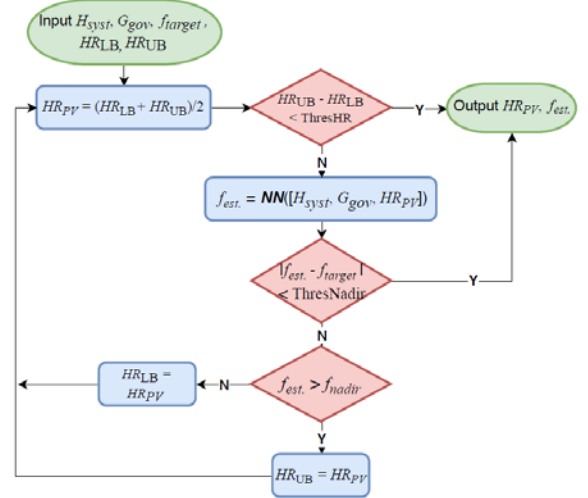 Input H_syst, G_gov, f_target,
HR_LB, HR_UB
HR_PV = (HR_LB + HR_UB)/2
HR_UB - HR_LB
< ThresHR
Y
Output HR_PV, f_est.
N
f_est. = NN([H_syst, G_gov, HR_PV])
|f_est. - f_target|
< ThresNadir
Y
N
f_est. > f_nadir
N
HR_LB =
HR_PV
Y
HR_UB = HR_PV